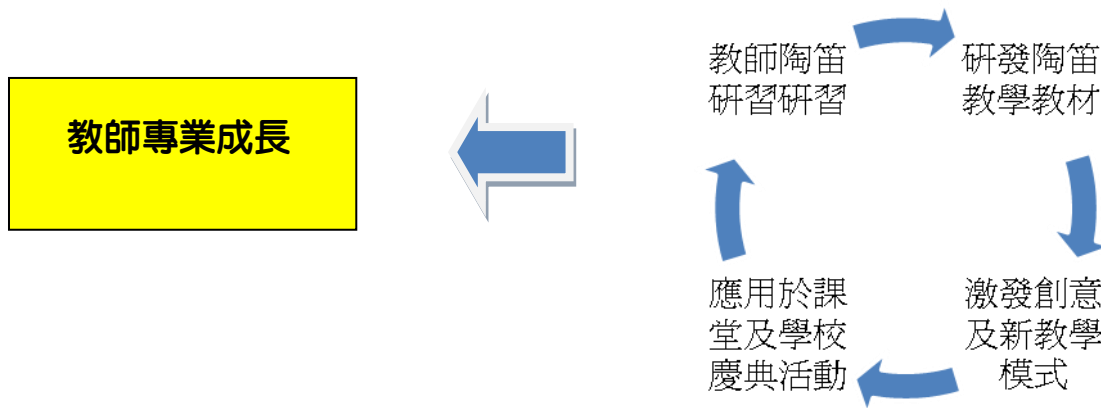 教師專業成長
教師陶笛
研習研習
研發陶笛
教學教材
激發創意
及新教學
模式
應用於課
堂及學校
慶典活動